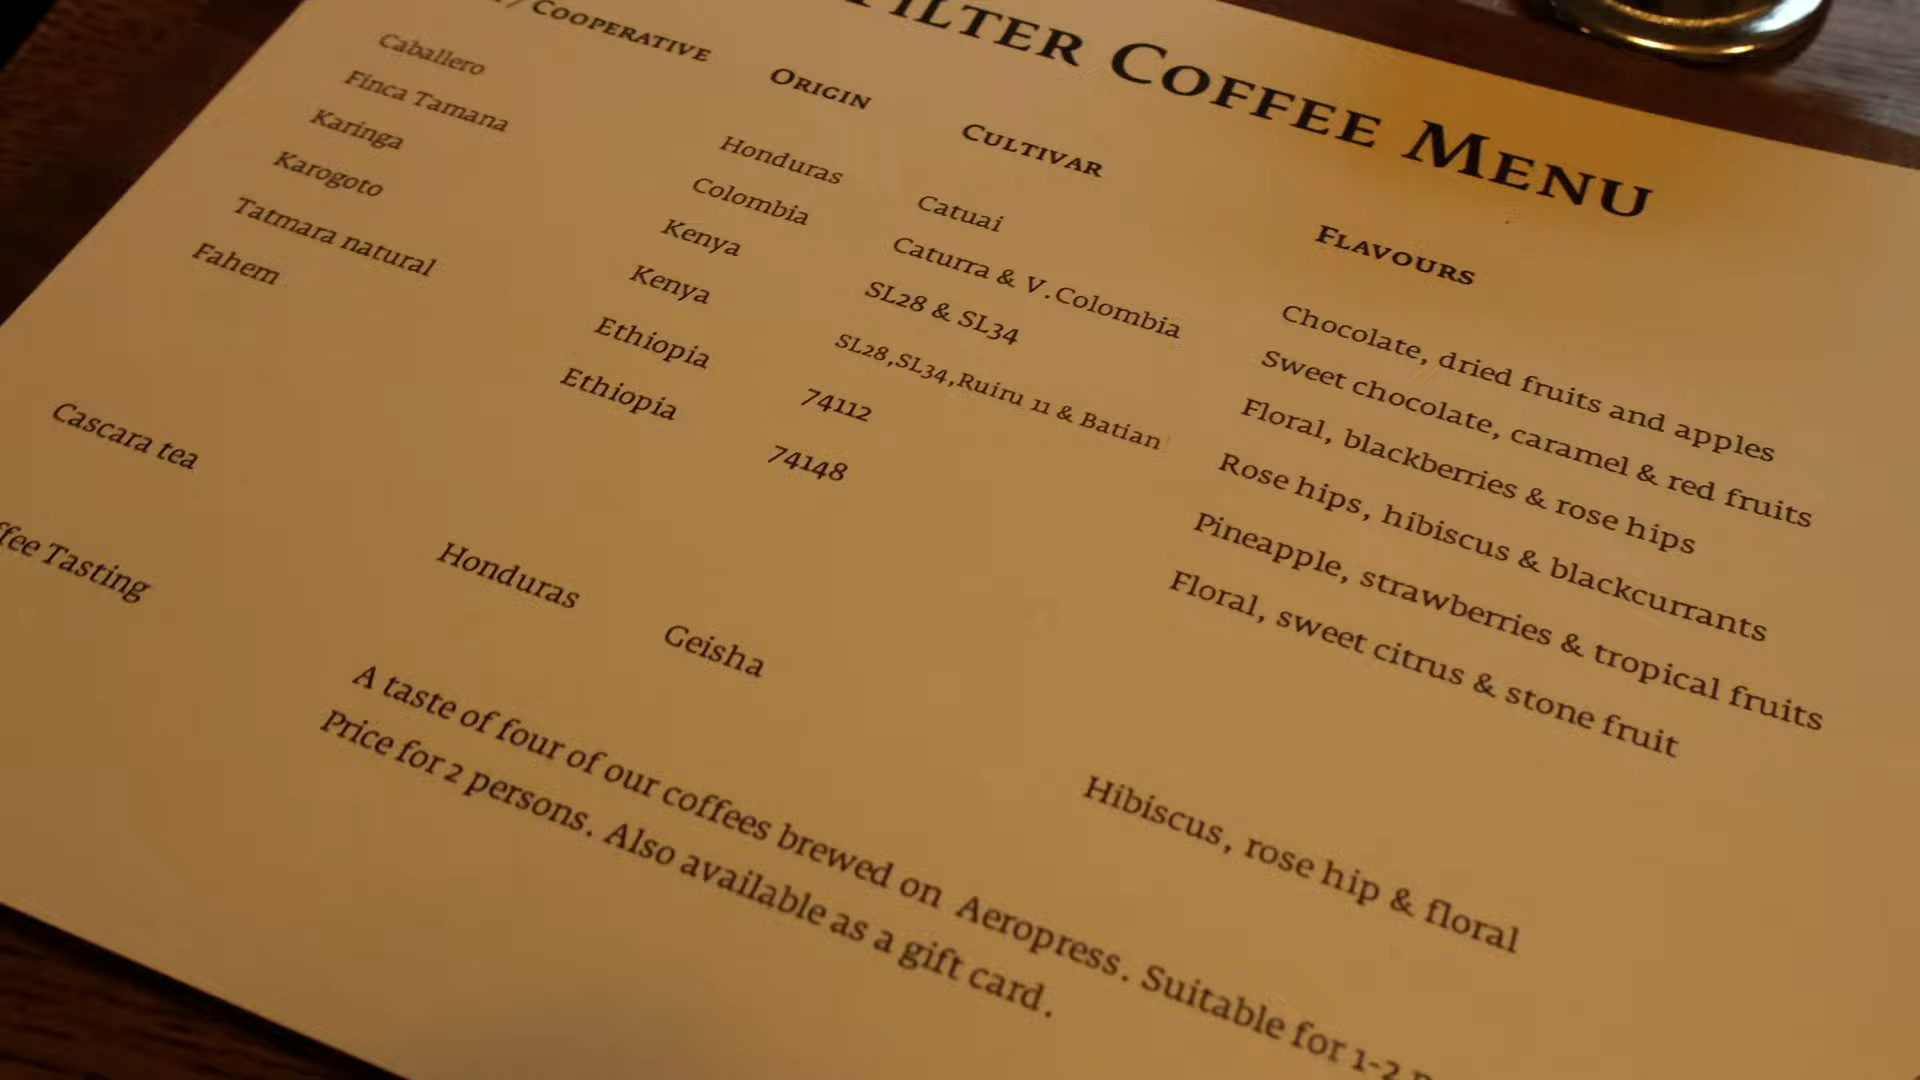 Filter Coffee Menu
/ Cooperative Origin Cultivar Flavours
Caballero Honduras Catuai Chocolate, dried fruits and apples
Finca Tamana Colombia Caturra & V.Colombia Sweet chocolate, caramel & red fruits
Karinga Kenya SL28 & SL34 Floral, blackberries & rose hips
Karogoto Kenya SL28,SL34,Ruiru 11 & Batian Rose hips, hibiscus & blackcurrants
Tatmara natural Ethiopia 74112 Pineapple, strawberries & tropical fruits
Fahem Ethiopia 74148 Floral, sweet citrus & stone fruit
Cascara tea Honduras Geisha Hibiscus, rose hip & floral
ffee Tasting A taste of four of our coffees brewed on Aeropress. Suitable for 1-2
Price for 2 persons. Also available as a gift card.